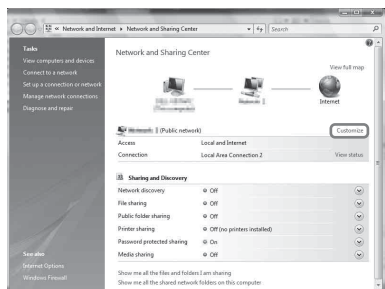 « Network and Internet ▸ Network and Sharing Center
Search
Tasks
View computers and devices
Connect to a network
Set up a connection or network
Manage network connections
Diagnose and repair
See also
Internet Options
Windows Firewall
Network and Sharing Center
View full map
Internet
(Public network)
Customize
Access Local and Internet
Connection Local Area Connection 2 View status
Sharing and Discovery
Network discovery Off
File sharing Off
Public folder sharing Off
Printer sharing Off (no printers installed)
Password protected sharing On
Media sharing Off
Show me all the files and folders I am sharing
Show me all the shared network folders on this computer